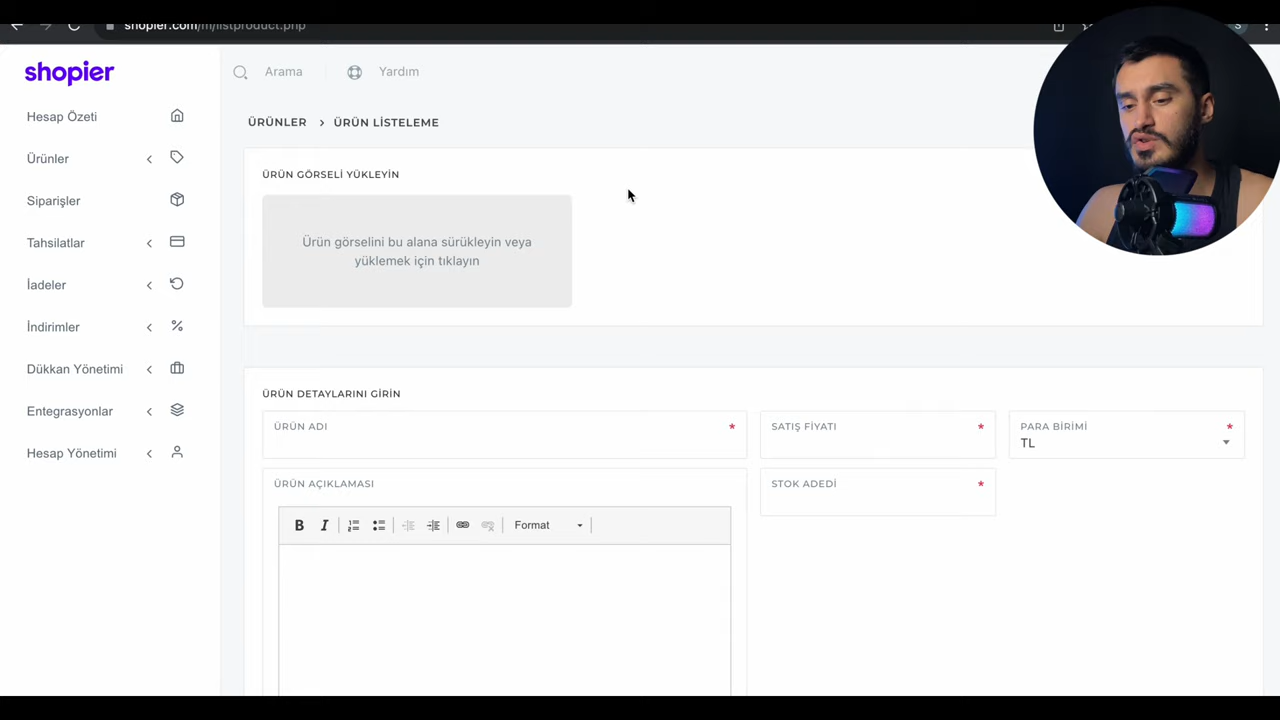 shopier.com/m/listproduct.php
S
shopier
Arama
Yardım
Hesap Özeti
Ürünler
Siparişler
Tahsilatlar
İadeler
İndirimler
Dükkan Yönetimi
Entegrasyonlar
Hesap Yönetimi
ÜRÜNLER > ÜRÜN LİSTELEME
ÜRÜN GÖRSELİ YÜKLEYİN
Ürün görselini bu alana sürükleyin veya
yüklemek için tıklayın
ÜRÜN DETAYLARINI GİRİN
ÜRÜN ADI *
SATIŞ FİYATI *
PARA BİRİMİ *
TL
ÜRÜN AÇIKLAMASI
STOK ADEDİ *
B I Format